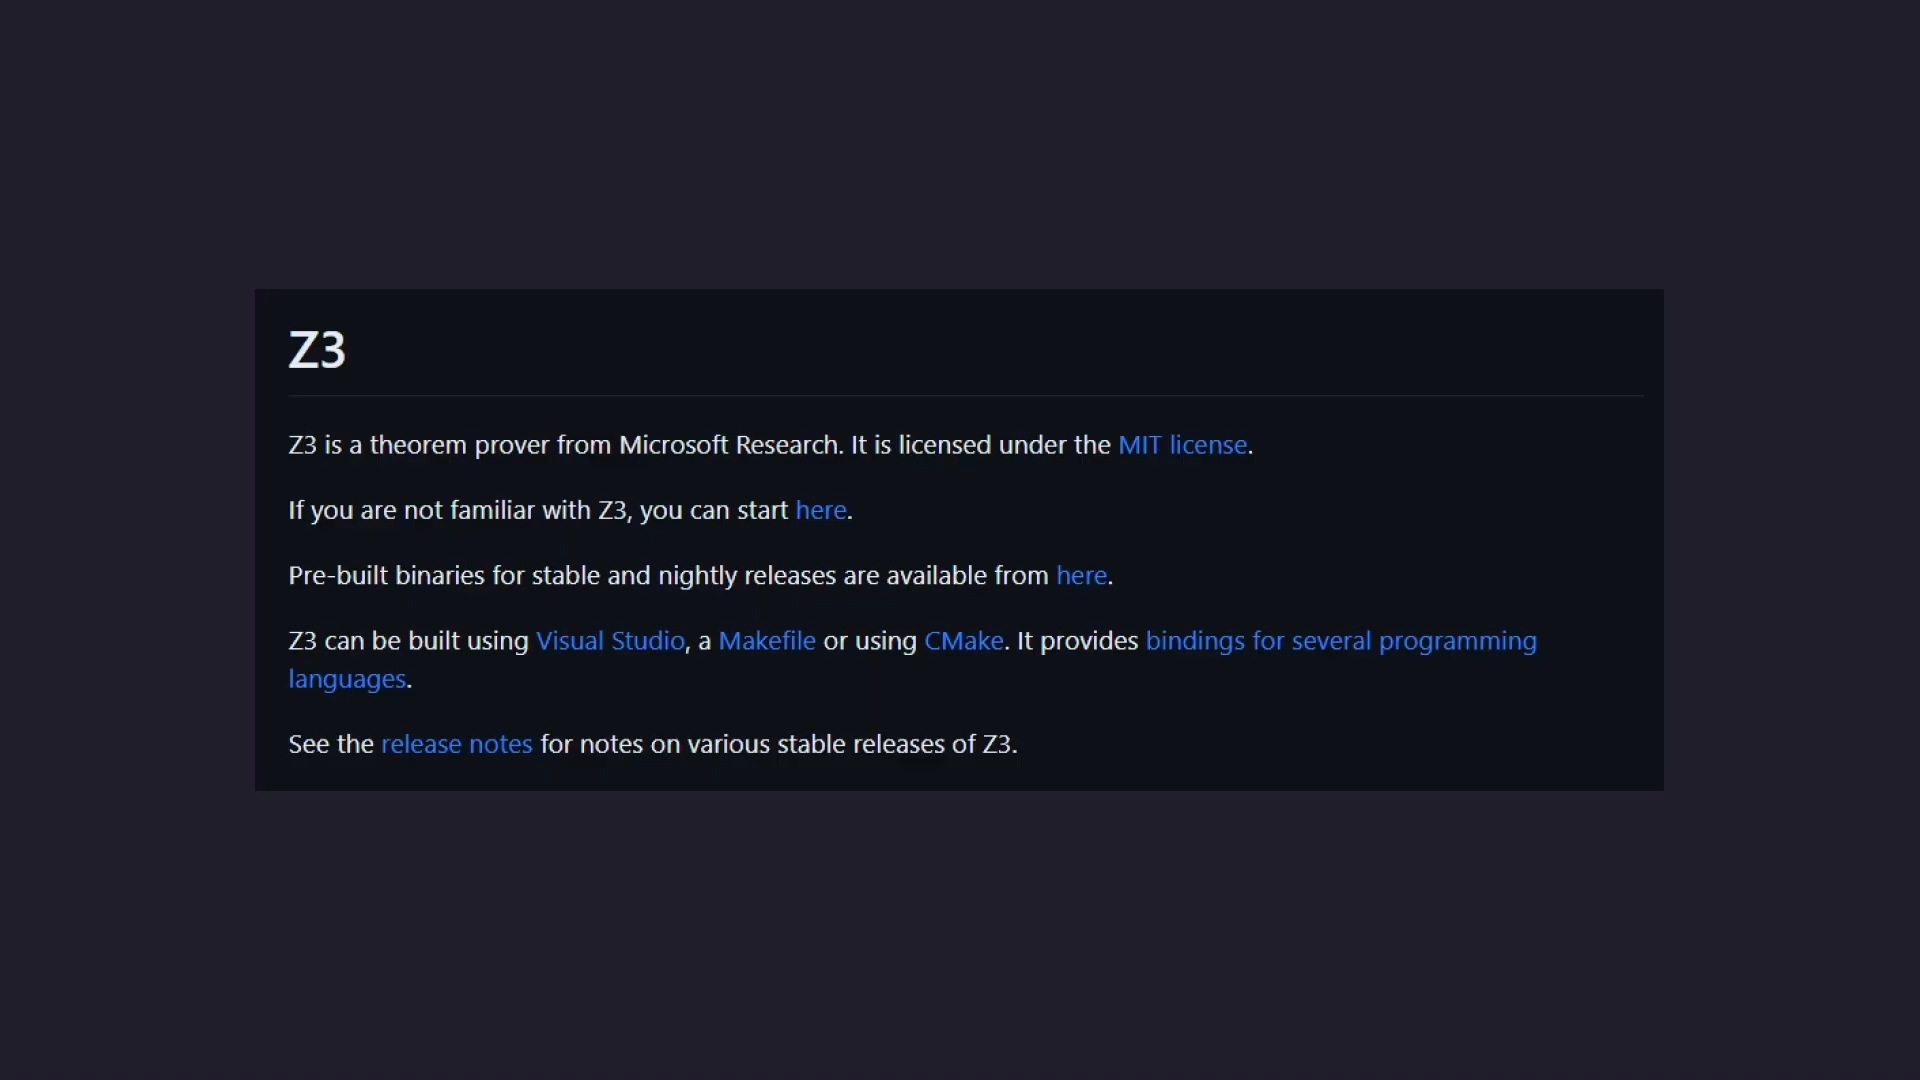 Z3
Z3 is a theorem prover from Microsoft Research. It is licensed under the MIT license.
If you are not familiar with Z3, you can start here.
Pre-built binaries for stable and nightly releases are available from here.
Z3 can be built using Visual Studio, a Makefile or using CMake. It provides bindings for several programming
languages.
See the release notes for notes on various stable releases of Z3.